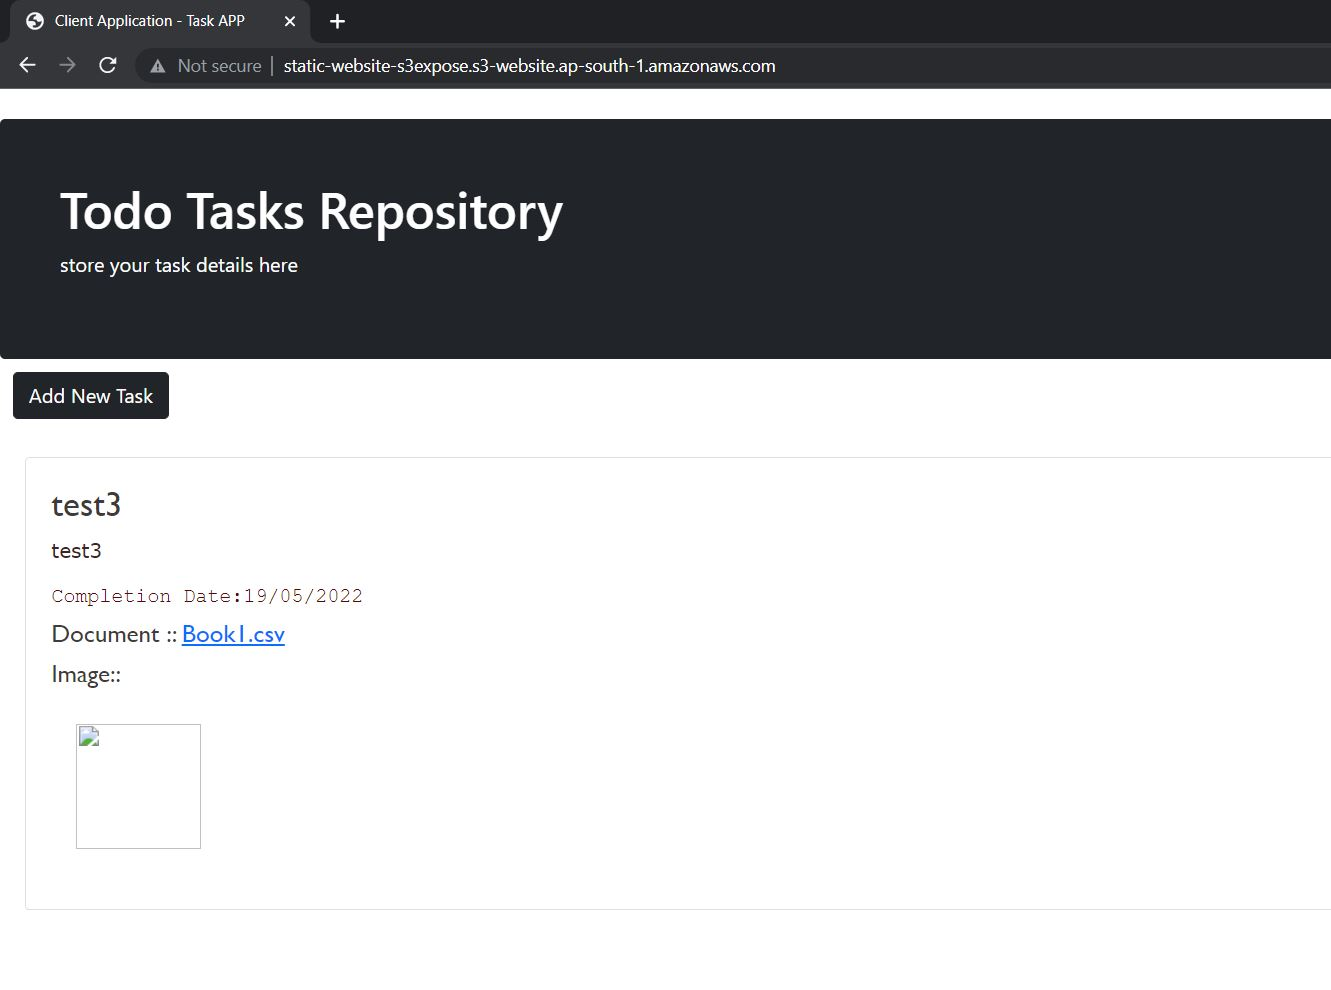 Client Application - Task APP
Not secure | static-website-s3expose.s3-website.ap-south-1.amazonaws.com
Todo Tasks Repository
store your task details here
Add New Task
test3
test3
Completion Date:19/05/2022
Document :: Book1.csv
Image::